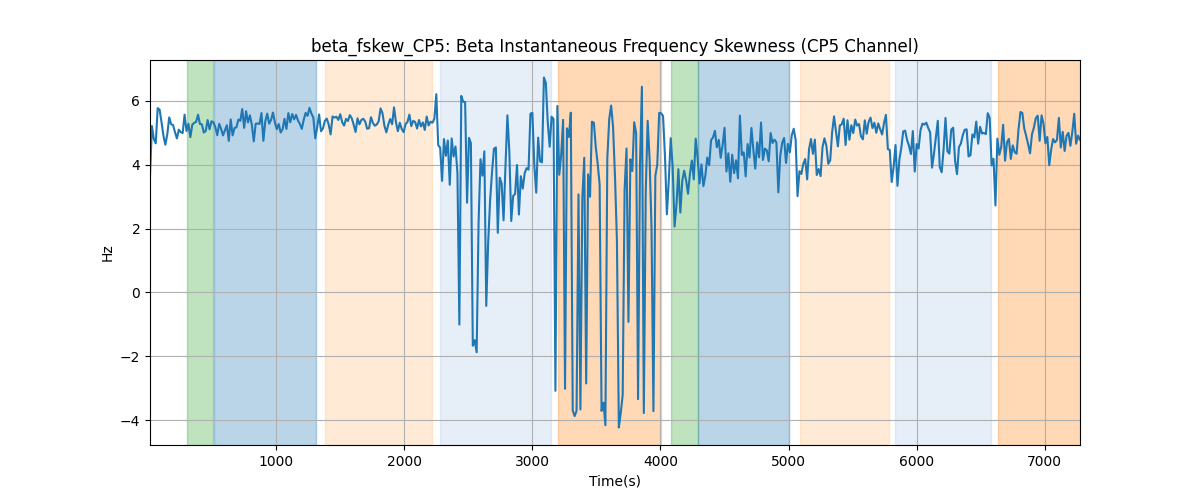 beta_fskew_CP5: Beta Instantaneous Frequency Skewness (CP5 Channel)
6
4
2
0
−2
−4
Hz
1000 2000 3000 4000 5000 6000 7000
Time(s)